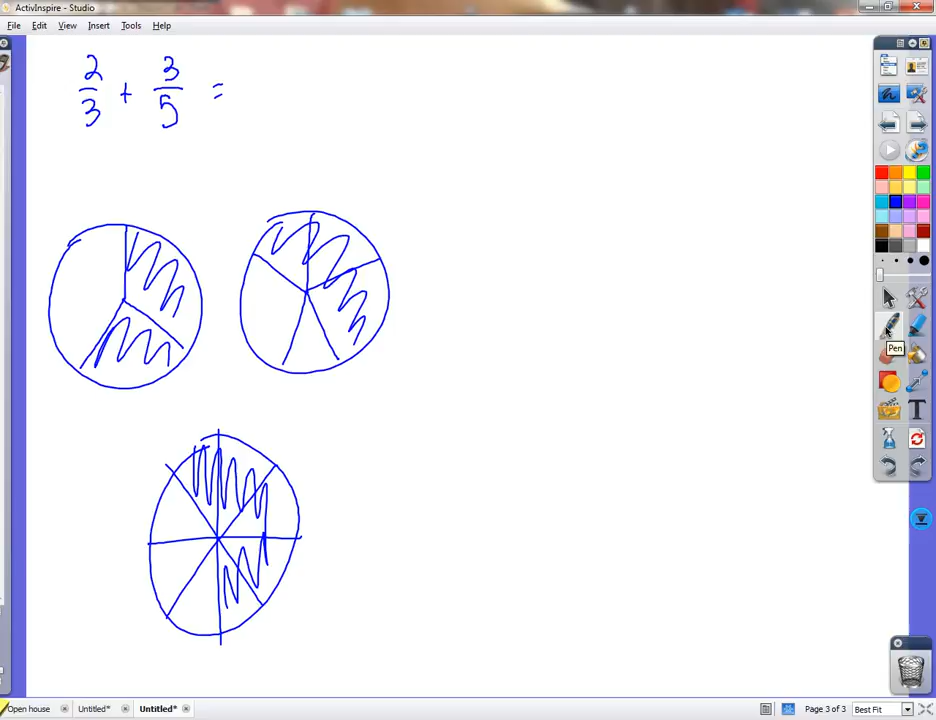 ActivInspire - Studio
File Edit View Insert Tools Help
2/3 + 3/5 =
Pen
T
Open house Untitled* Untitled* Page 3 of 3 Best Fit